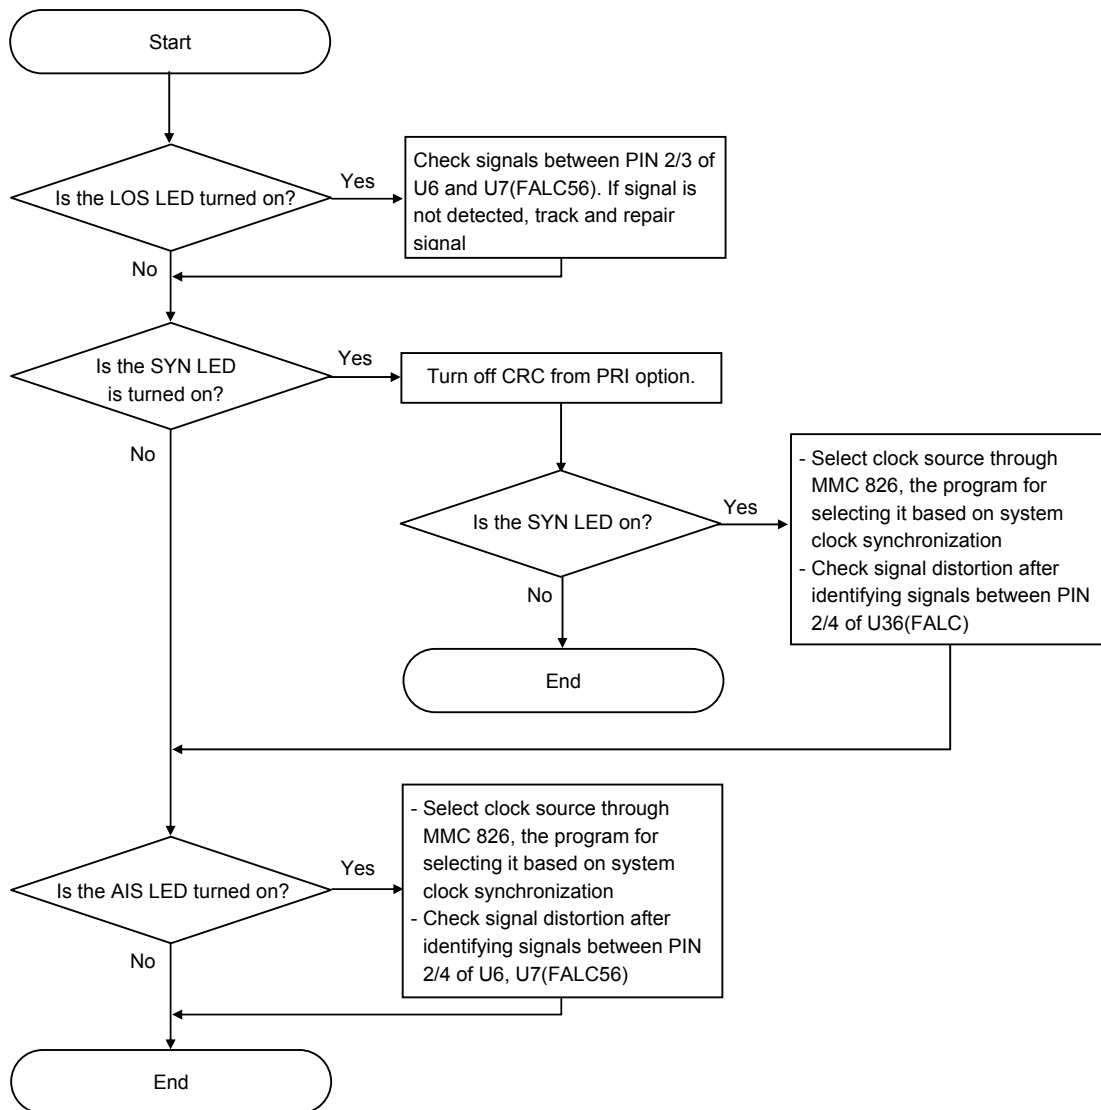 Start
Is the LOS LED turned on?
Yes
Check signals between PIN 2/3 of
U6 and U7(FALC56). If signal is
not detected, track and repair
signal
No
Is the SYN LED
is turned on?
Yes
Turn off CRC from PRI option.
No
Is the SYN LED on?
Yes
- Select clock source through
MMC 826, the program for
selecting it based on system
clock synchronization
- Check signal distortion after
identifying signals between PIN
2/4 of U36(FALC)
No
End
Is the AIS LED turned on?
Yes
- Select clock source through
MMC 826, the program for
selecting it based on system
clock synchronization
- Check signal distortion after
identifying signals between PIN
2/4 of U6, U7(FALC56)
No
End